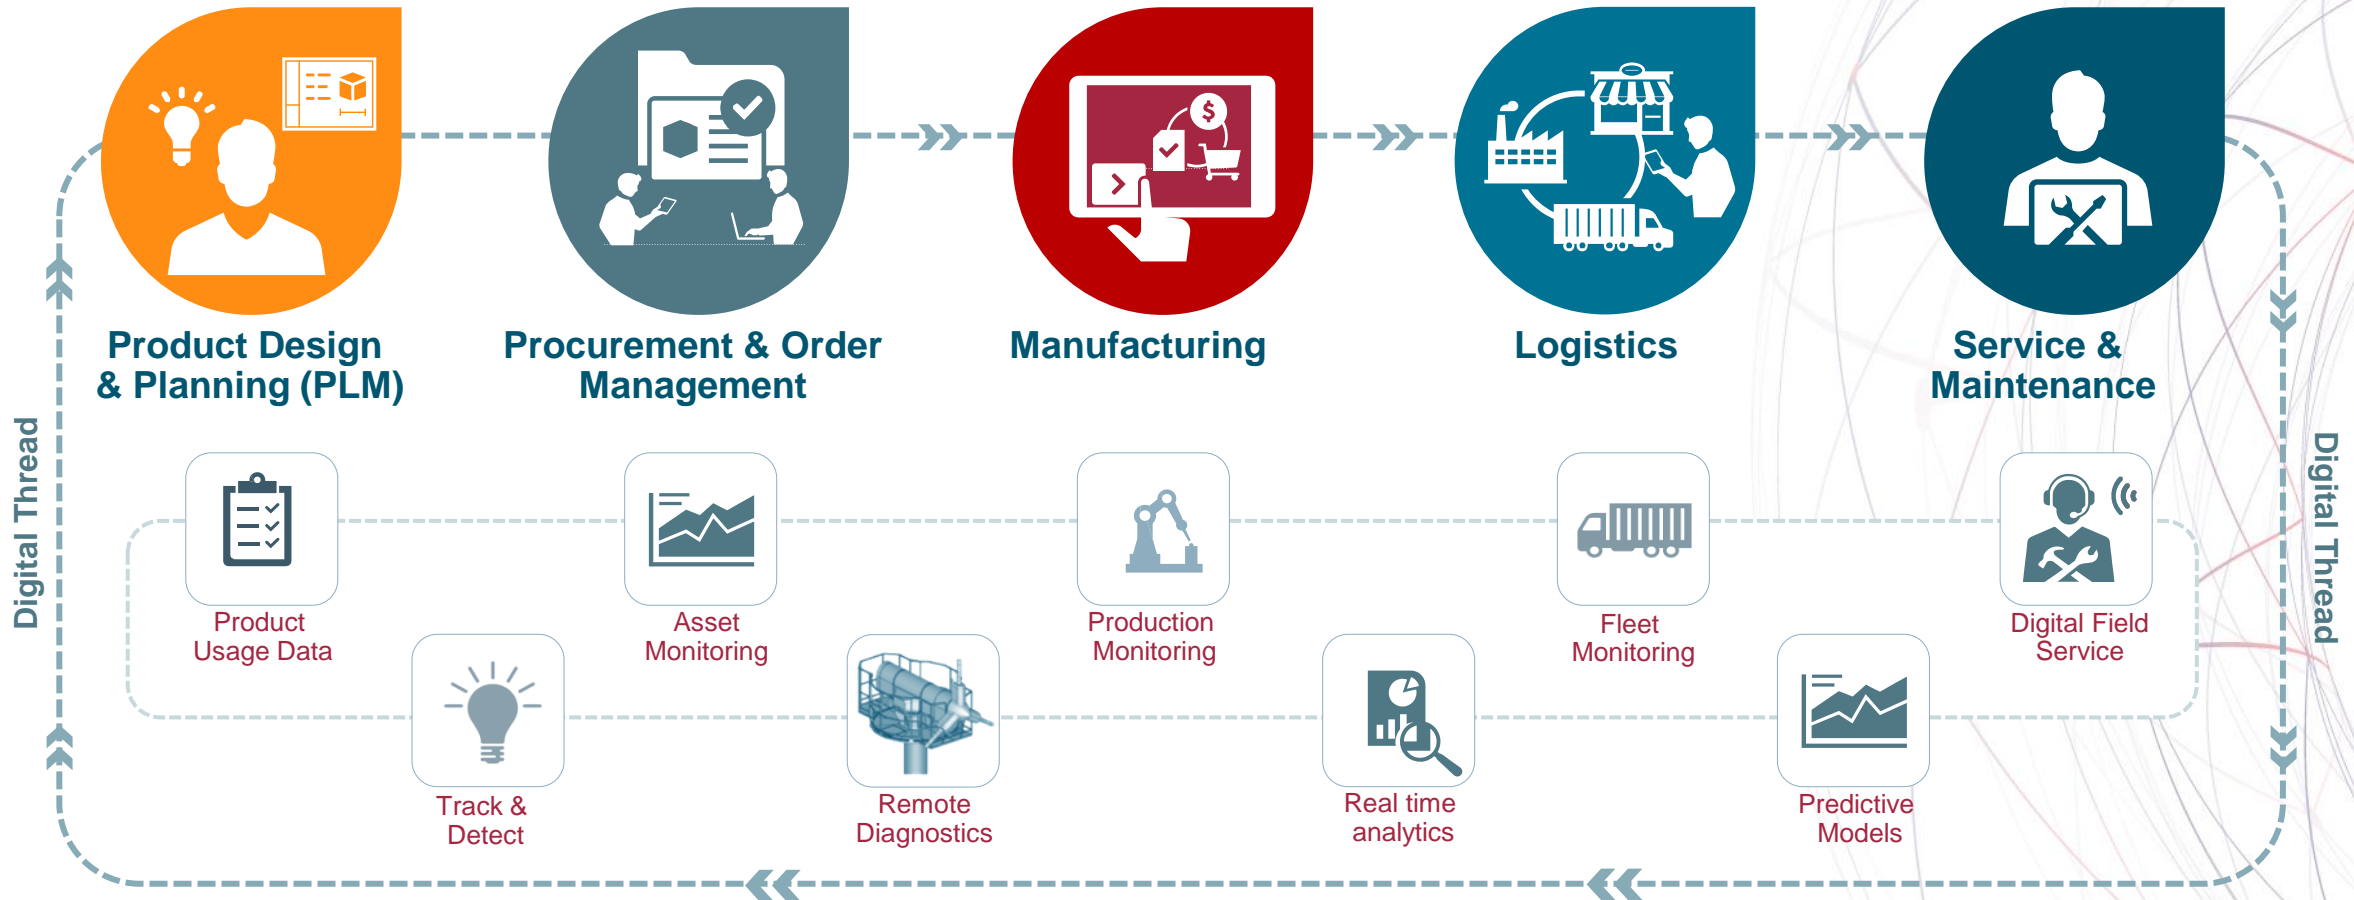 Product Design
& Planning (PLM)
Procurement & Order
Management
Manufacturing
Logistics
Service &
Maintenance
Digital Thread
Digital Thread
Product
Usage Data
Asset
Monitoring
Production
Monitoring
Fleet
Monitoring
Digital Field
Service
Track &
Detect
Remote
Diagnostics
Real time
analytics
Predictive
Models
$